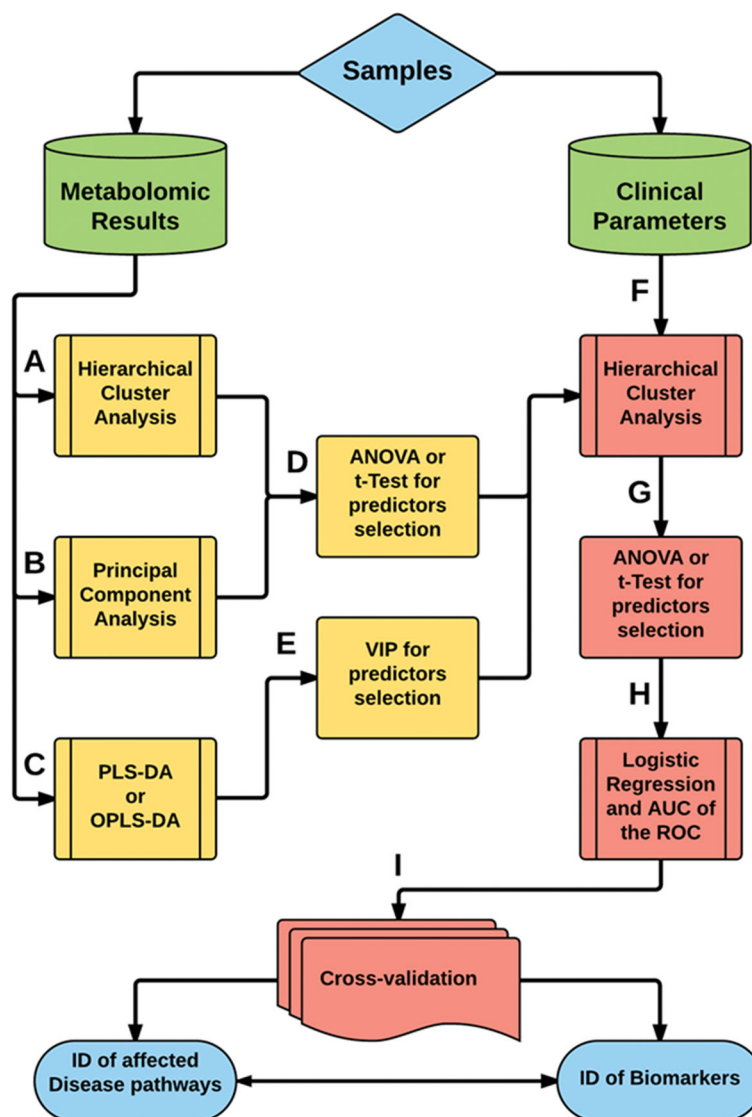 Samples
Metabolomic
Results
Clinical
Parameters
F
A
Hierarchical
Cluster
Analysis
Hierarchical
Cluster
Analysis
D
ANOVA or
t-Test for
predictors
selection
G
B
Principal
Component
Analysis
ANOVA or
t-Test for
predictors
selection
E
VIP for
predictors
selection
H
C
PLS-DA
or
OPLS-DA
Logistic
Regression
and AUC of
the ROC
I
Cross-validation
ID of affected
Disease pathways
ID of Biomarkers